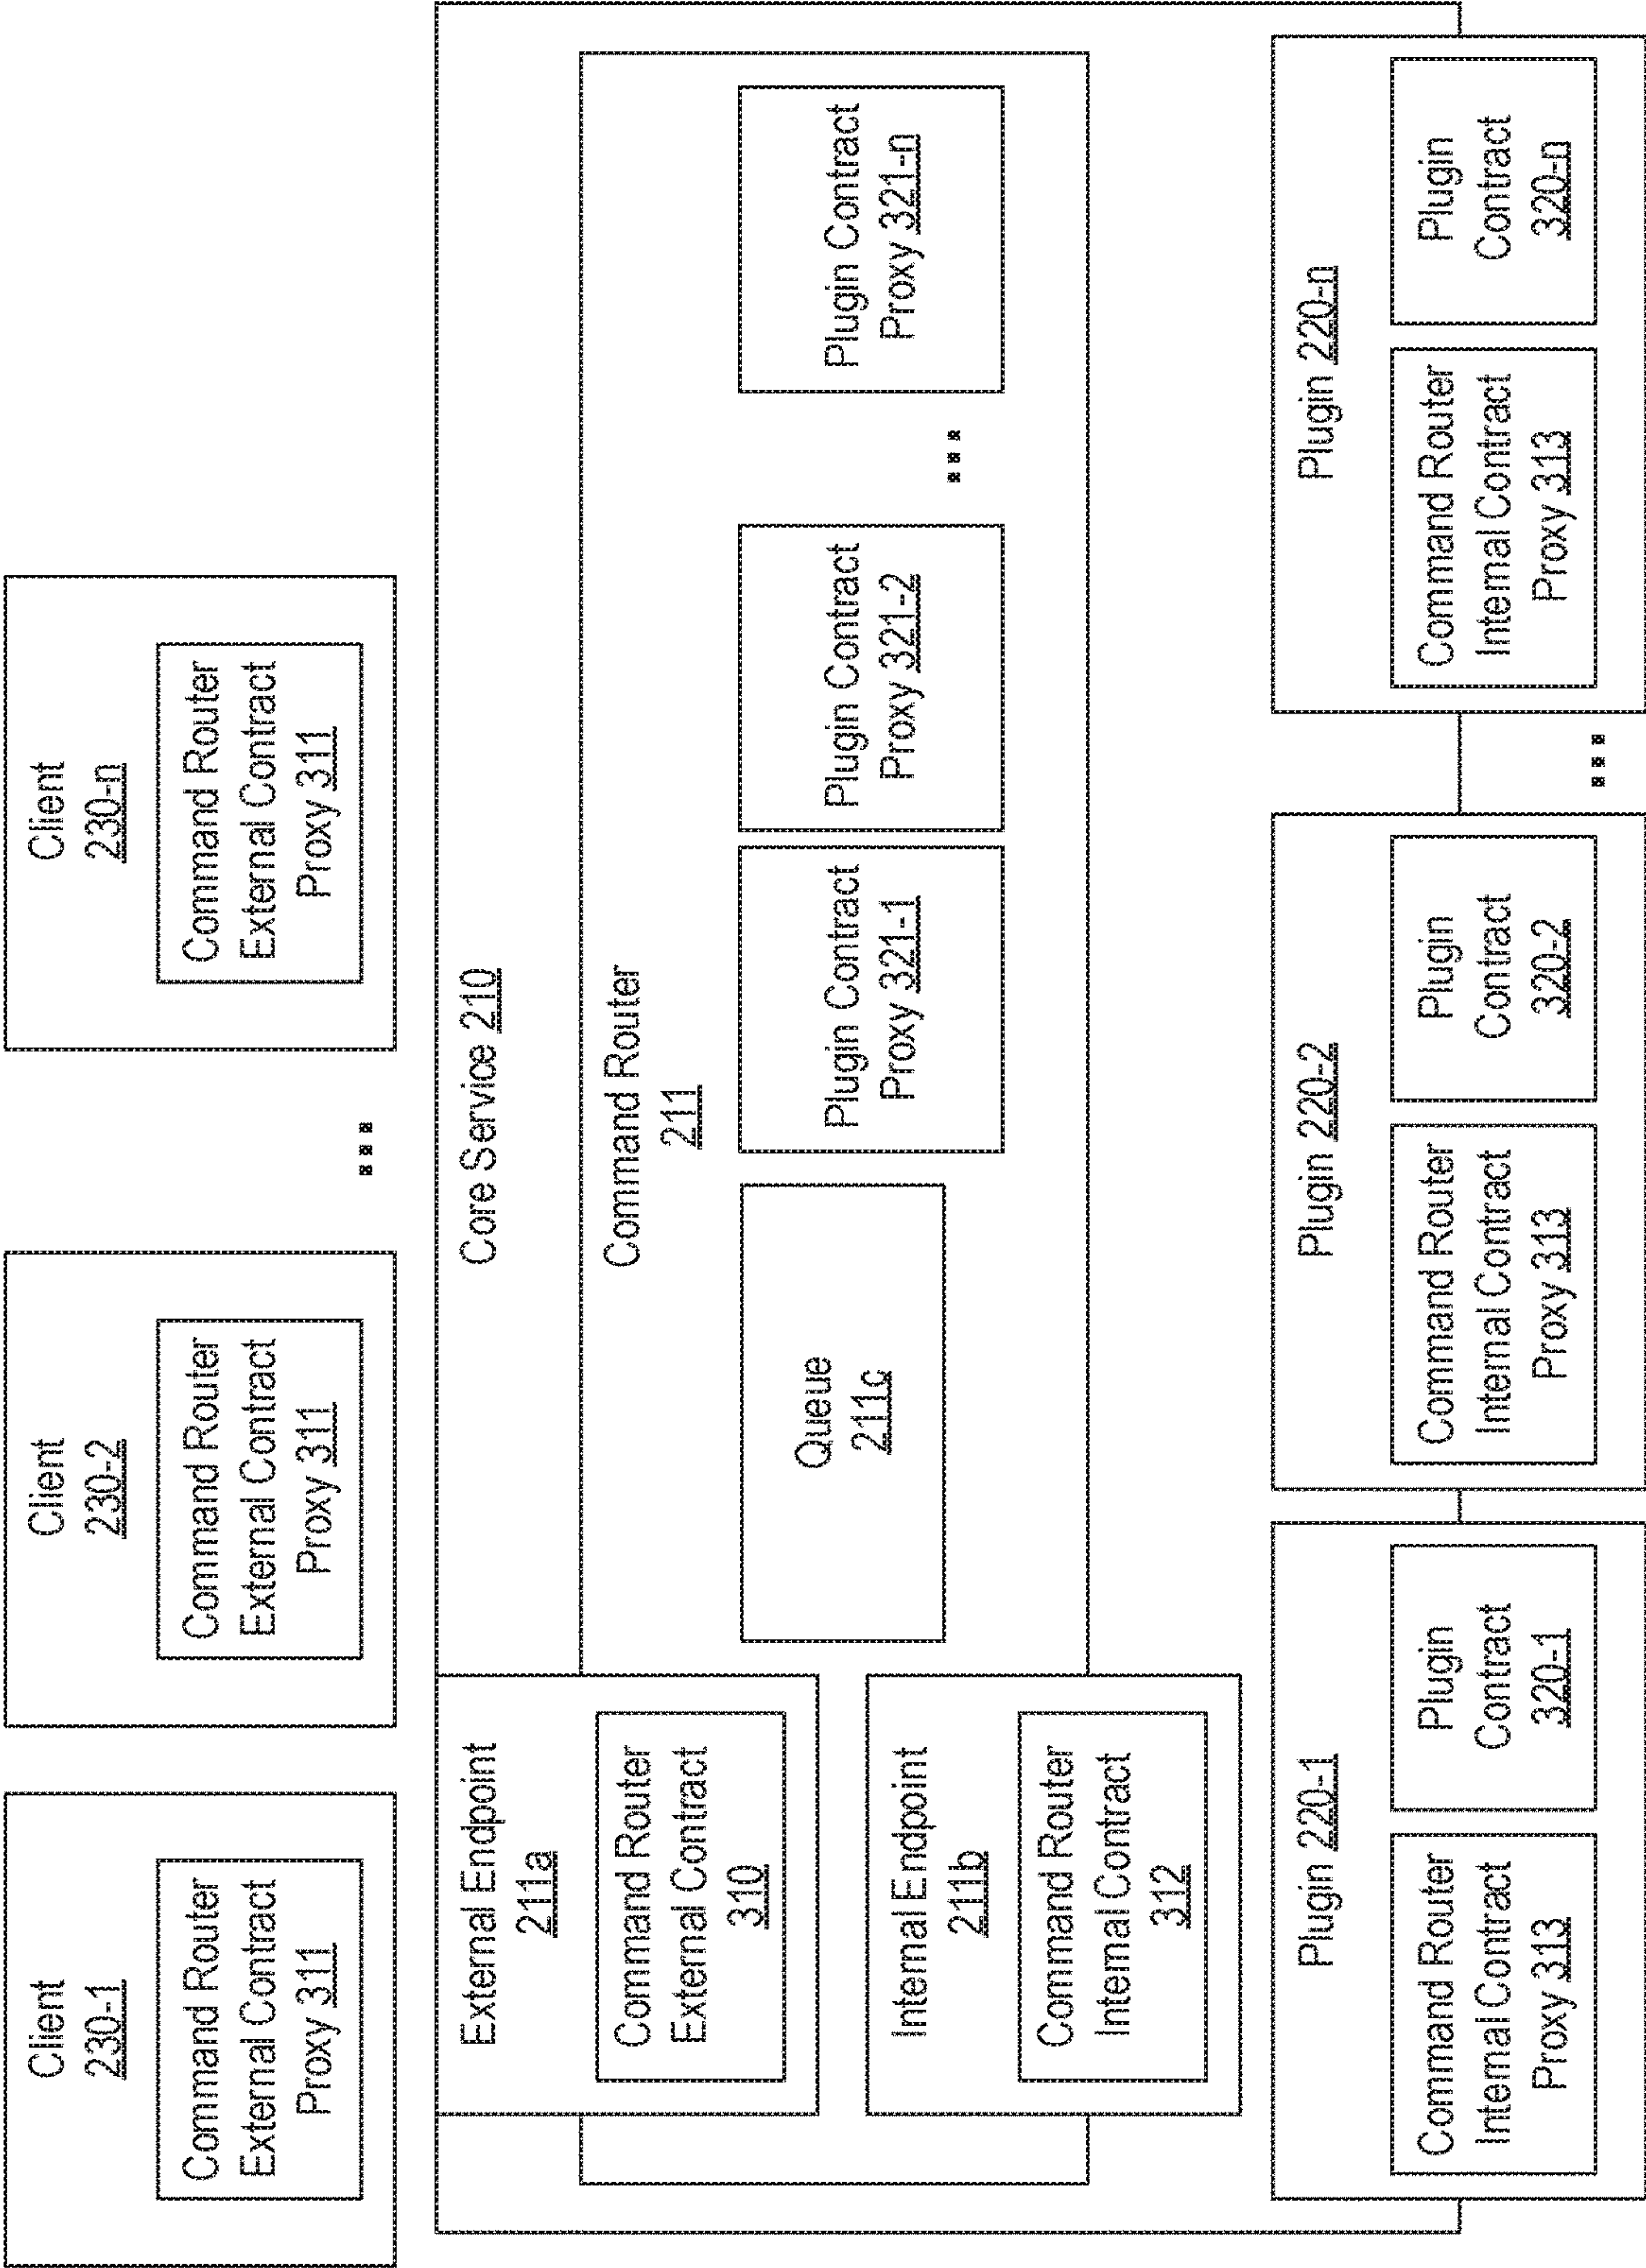 Client
230-1
Command Router
External Contract
Proxy 311
Client
230-2
Command Router
External Contract
Proxy 311
...
Client
230-n
Command Router
External Contract
Proxy 311
Core Service 210
External Endpoint
211a
Command Router
External Contract
310
Internal Endpoint
211b
Command Router
Internal Contract
312
Command Router
211
Queue
211c
Plugin Contract
Proxy 321-1
Plugin Contract
Proxy 321-2
...
Plugin Contract
Proxy 321-n
Plugin 220-1
Command Router
Internal Contract
Proxy 313
Plugin
Contract
320-1
Plugin 220-2
Command Router
Internal Contract
Proxy 313
Plugin
Contract
320-2
...
Plugin 220-n
Command Router
Internal Contract
Proxy 313
Plugin
Contract
320-n